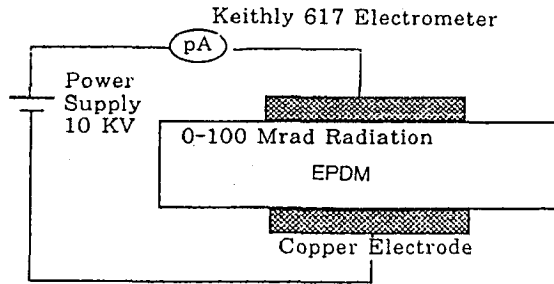 Keithly 617 Electrometer
pA
Power
Supply
10 KV
0-100 Mrad Radiation
EPDM
Copper Electrode